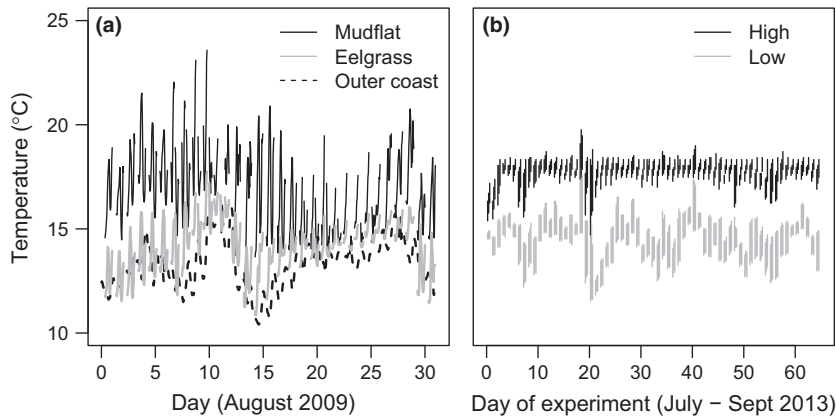 (a)
Mudflat
Eelgrass
Outer coast
25
20
15
10
Temperature (°C)
0 5 10 15 20 25 30
Day (August 2009)
(b)
High
Low
0 10 20 30 40 50 60
Day of experiment (July − Sept 2013)